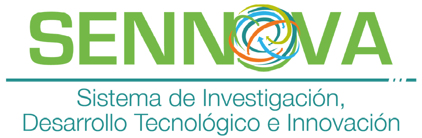 SENNOVA
Sistema de Investigación,
Desarrollo Tecnológico e Innovación